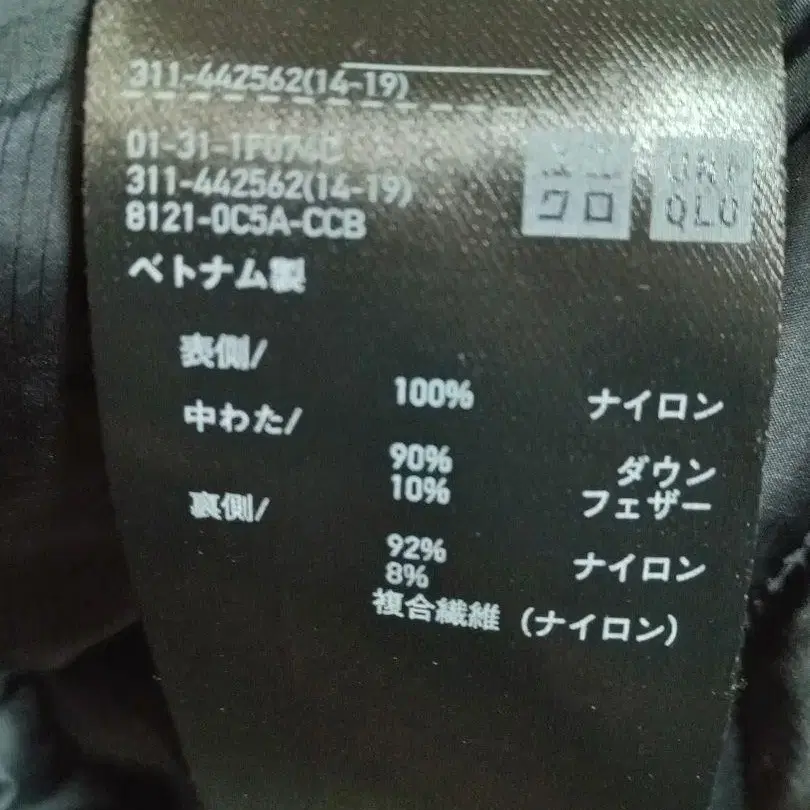 311-442562(14-19)
01-31-1F074C
311-442562(14-19)
8121-0C5A-CCB
ユニ
クロ
UNI
QLO
ベトナム製
表側/
100% ナイロン
中わた/
90% ダウン
10% フェザー
裏側/
92% ナイロン
8%
複合繊維 (ナイロン)